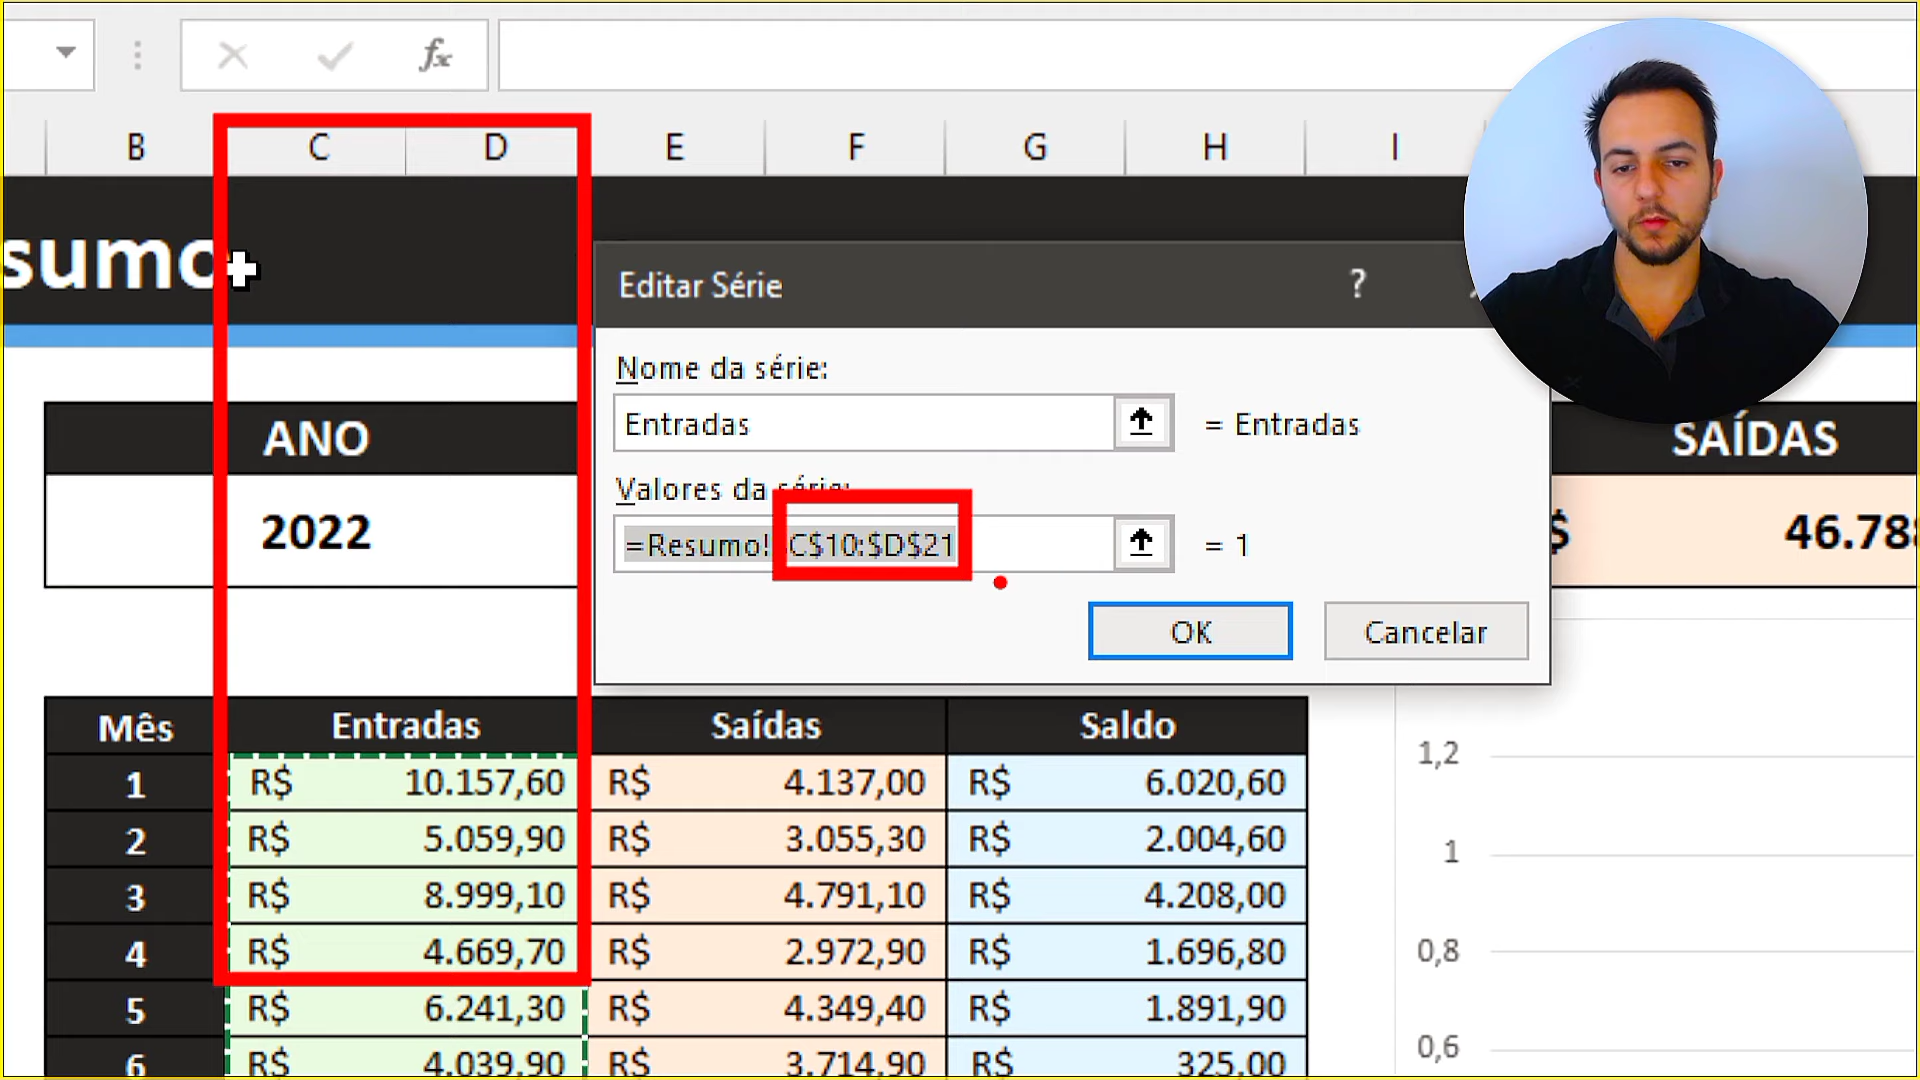 fx
B C D E F G H I
sumo
Editar Série ?
Nome da série:
Entradas = Entradas
Valores da série:
=Resumo! C$10:$D$21 = 1
OK Cancelar
ANO SAÍDAS
2022 $ 46.788
Mês Entradas Saídas Saldo
1 R$ 10.157,60 R$ 4.137,00 R$ 6.020,60
2 R$ 5.059,90 R$ 3.055,30 R$ 2.004,60
3 R$ 8.999,10 R$ 4.791,10 R$ 4.208,00
4 R$ 4.669,70 R$ 2.972,90 R$ 1.696,80
5 R$ 6.241,30 R$ 4.349,40 R$ 1.891,90
6 R$ 4.039,90 R$ 3.714,90 R$ 325,00
1,2
1
0,8
0,6